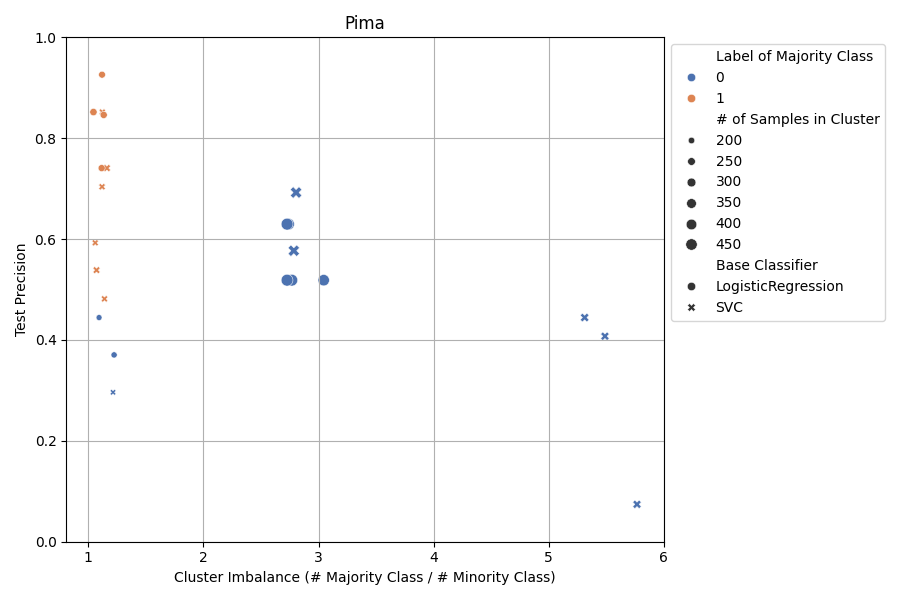 Pima
1.0
0.8
0.6
0.4
0.2
0.0
Test Precision
1
2
3
4
5
6
Cluster Imbalance (# Majority Class / # Minority Class)
Label of Majority Class
0
1
# of Samples in Cluster
200
250
300
350
400
450
Base Classifier
LogisticRegression
SVC